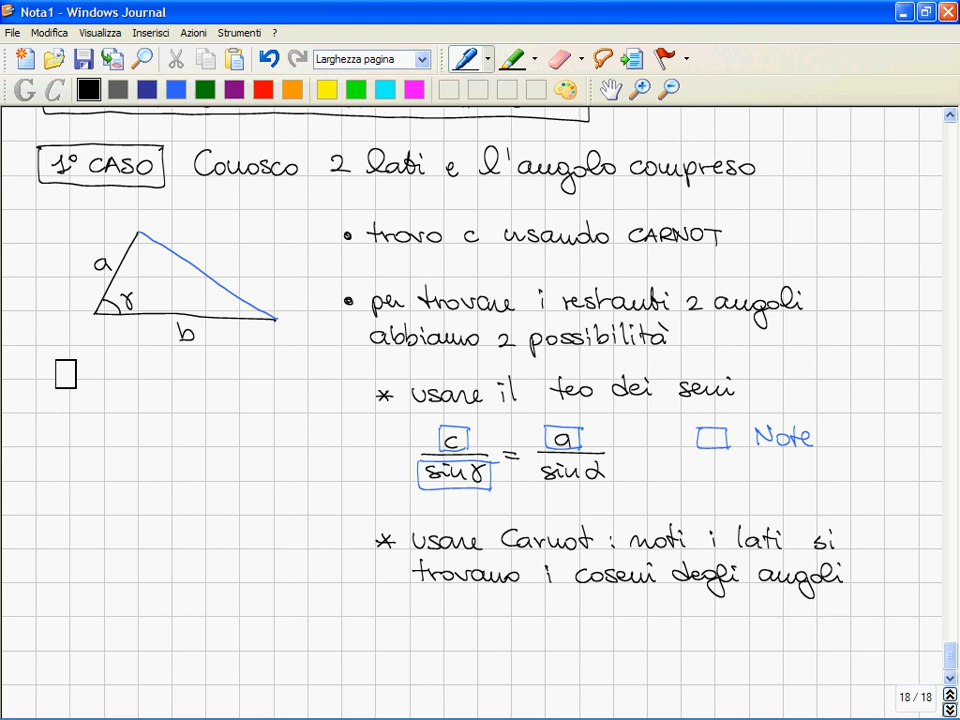 Nota1 - Windows Journal
File Modifica Visualizza Inserisci Azioni Strumenti ?
Larghezza pagina
G C
1° CASO Conosco 2 lati e l'angolo compreso
• trovo c usando CARNOT
a
γ
b
• per trovare i restanti 2 angoli
abbiamo 2 possibilità
* usare il teo dei seni
c / sinγ = a / sinα
Note
* usare Carnot : noti i lati si
trovano i coseni degli angoli
18 / 18